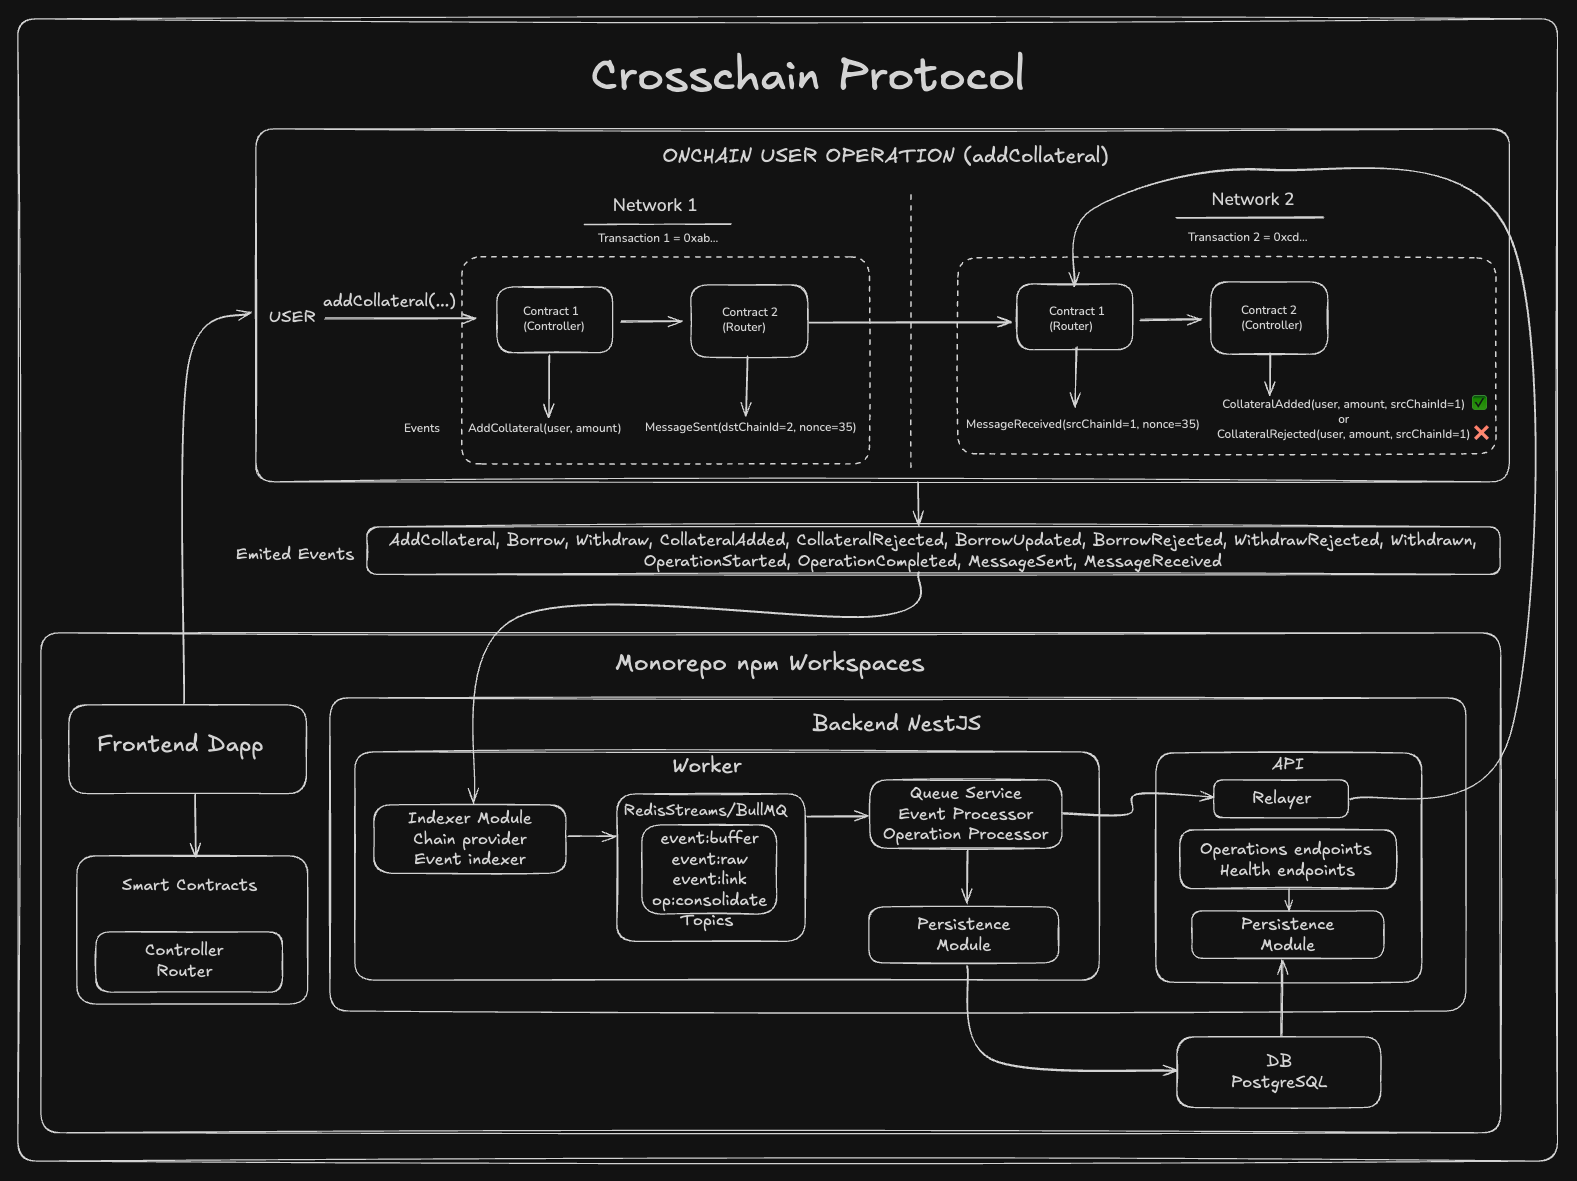 Crosschain Protocol
ONCHAIN USER OPERATION (addCollateral)
Network 1
Transaction 1 = 0xab...
Network 2
Transaction 2 = 0xcd...
USER
addCollateral(...)
Contract 1
(Controller)
Contract 2
(Router)
Contract 1
(Router)
Contract 2
(Controller)
Events
AddCollateral(user, amount)
MessageSent(dstChainId=2, nonce=35)
MessageReceived(srcChainId=1, nonce=35)
CollateralAdded(user, amount, srcChainId=1) ✅
or
CollateralRejected(user, amount, srcChainId=1) ❌
Emited Events
AddCollateral, Borrow, Withdraw, CollateralAdded, CollateralRejected, BorrowUpdated, BorrowRejected, WithdrawRejected, Withdrawn,
OperationStarted, OperationCompleted, MessageSent, MessageReceived
Monorepo npm Workspaces
Frontend Dapp
Smart Contracts
Controller
Router
Backend NestJS
Worker
Indexer Module
Chain provider
Event indexer
RedisStreams/BullMQ
event:buffer
event:raw
event:link
op:consolidate
Topics
Queue Service
Event Processor
Operation Processor
Persistence
Module
API
Relayer
Operations endpoints
Health endpoints
Persistence
Module
DB
PostgreSQL